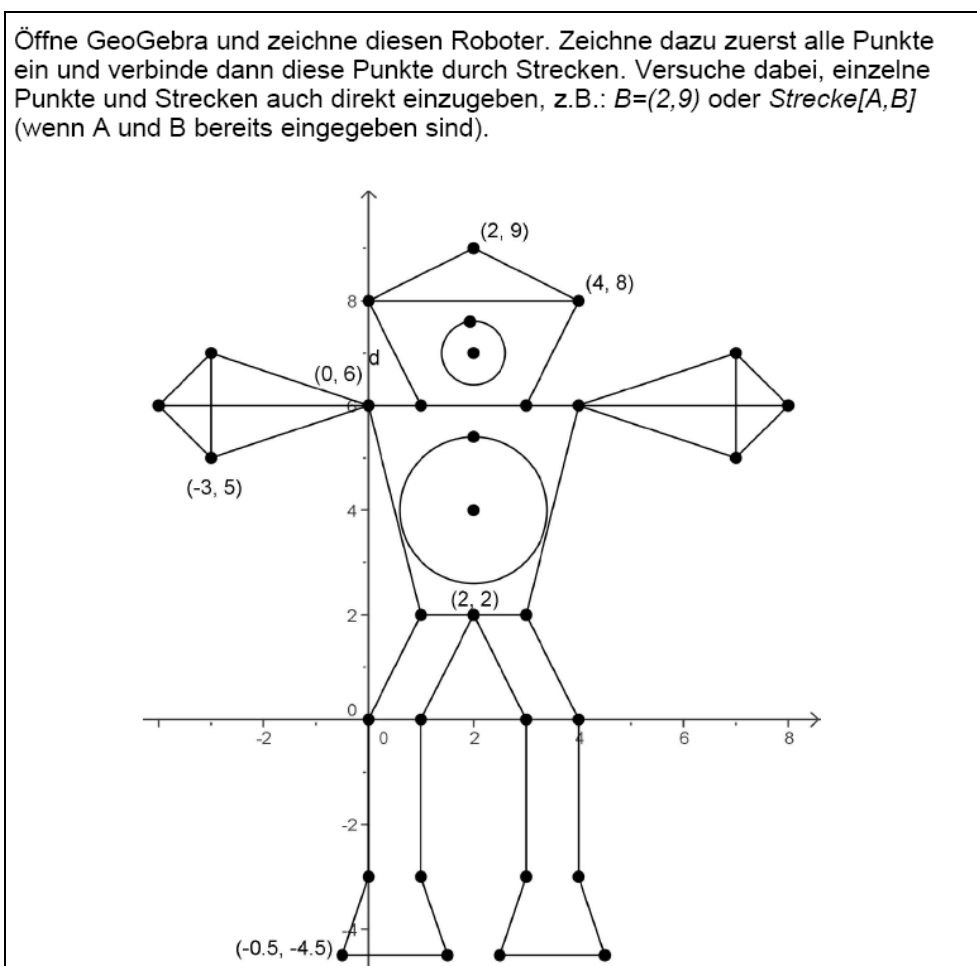 Öffne GeoGebra und zeichne diesen Roboter. Zeichne dazu zuerst alle Punkte
ein und verbinde dann diese Punkte durch Strecken. Versuche dabei, einzelne
Punkte und Strecken auch direkt einzugeben, z.B.: B=(2,9) oder Strecke[A,B]
(wenn A und B bereits eingegeben sind).
(2, 9)
(4, 8)
8
d
(0, 6)
6
(-3, 5)
4
(2, 2)
2
0
-2 0 2 4 6 8
-2
-4
(-0.5, -4.5)